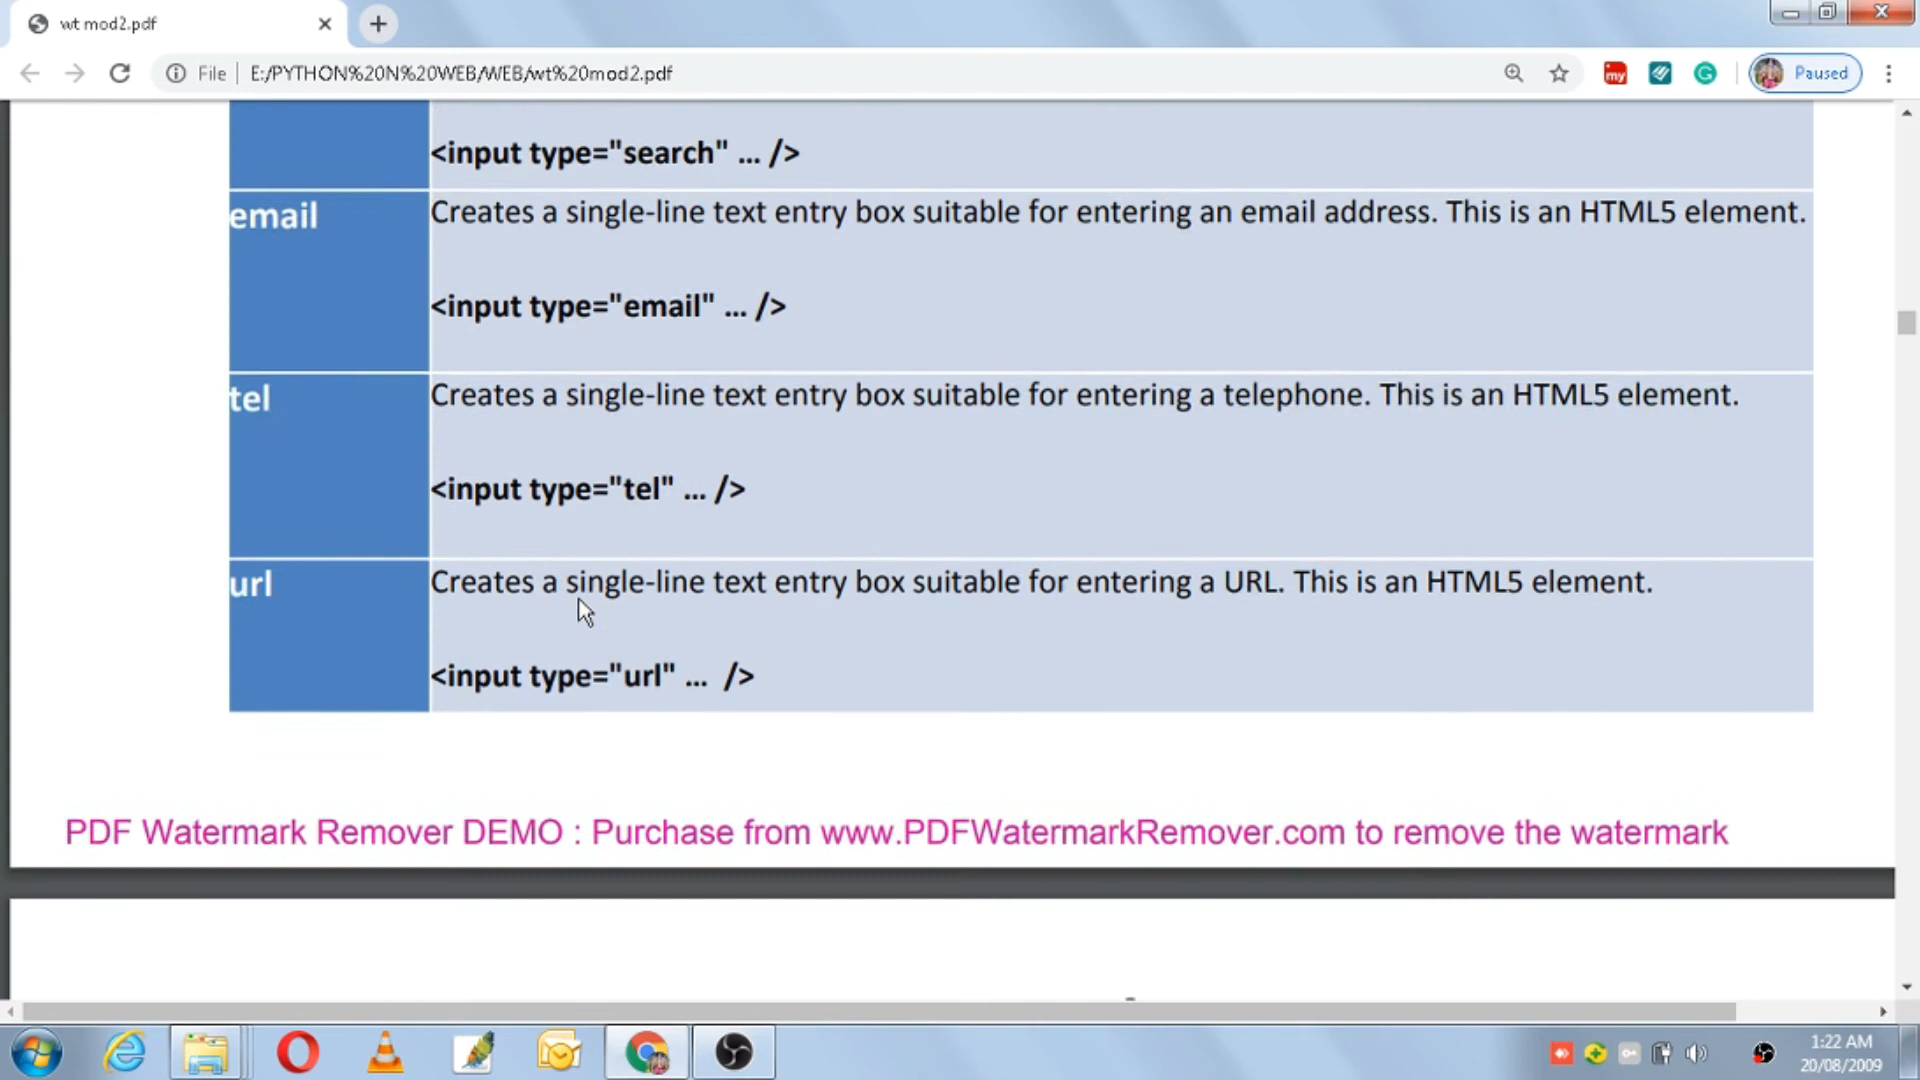 wt mod2.pdf
File
E:/PYTHON%20N%20WEB/WEB/wt%20mod2.pdf
my
G
Paused
<input type="search" ... />
email
Creates a single-line text entry box suitable for entering an email address. This is an HTML5 element.
<input type="email" ... />
tel
Creates a single-line text entry box suitable for entering a telephone. This is an HTML5 element.
<input type="tel" ... />
url
Creates a single-line text entry box suitable for entering a URL. This is an HTML5 element.
<input type="url" ...  />
PDF Watermark Remover DEMO : Purchase from www.PDFWatermarkRemover.com to remove the watermark
1:22 AM
20/08/2009